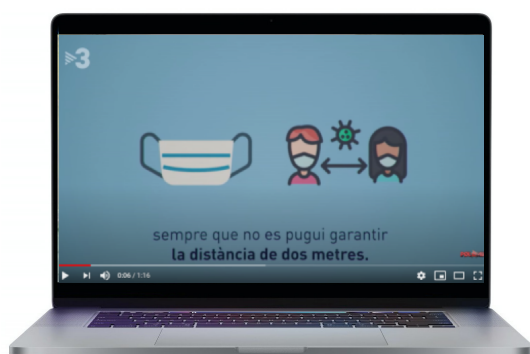 3
sempre que no es pugui garantir
la distància de dos metres.
0:06 / 1:16